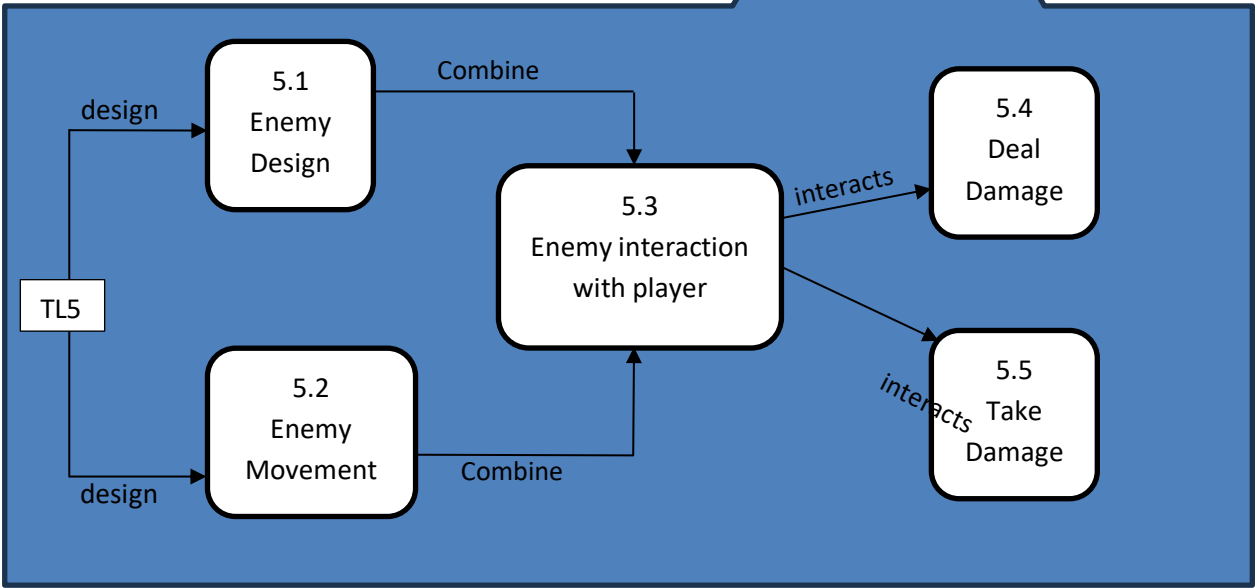 design
5.1
Enemy
Design
Combine
TL5
5.2
Enemy
Movement
design
Combine
5.3
Enemy interaction
with player
interacts
5.4
Deal
Damage
interacts
5.5
Take
Damage